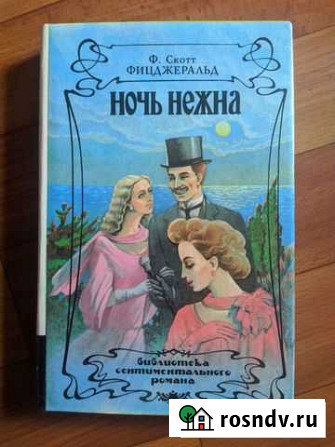 Ф. Скотт
ФИЦДЖЕРАЛЬД
НОЧЬ НЕЖНА
библиотека
сентиментального
романа
rosndv.ru